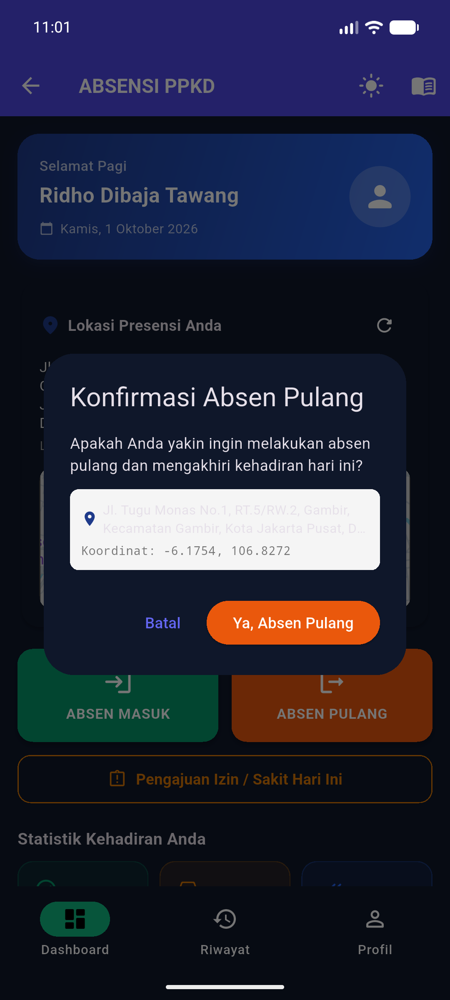 11:01
ABSENSI PPKD
Selamat Pagi
Ridho Dibaja Tawang
Kamis, 1 Oktober 2026
Lokasi Presensi Anda
Konfirmasi Absen Pulang
Apakah Anda yakin ingin melakukan absen
pulang dan mengakhiri kehadiran hari ini?
Jl. Tugu Monas No.1, RT.5/RW.2, Gambir,
Kecamatan Gambir, Kota Jakarta Pusat, D...
Koordinat: -6.1754, 106.8272
Batal
Ya, Absen Pulang
ABSEN MASUK
ABSEN PULANG
Pengajuan Izin / Sakit Hari Ini
Statistik Kehadiran Anda
Dashboard
Riwayat
Profil